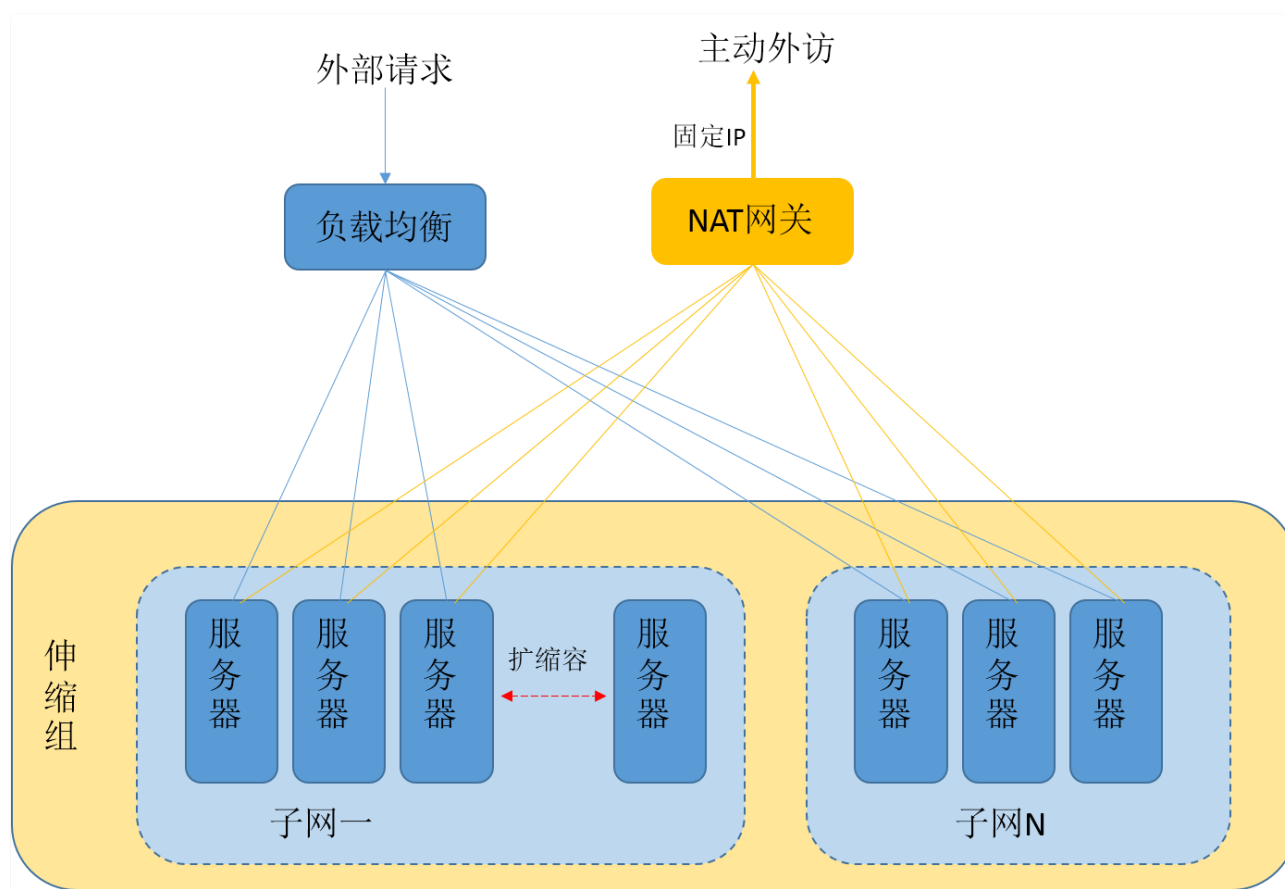 外部请求
主动外访
固定IP
负载均衡
NAT网关
伸缩组
服务器
服务器
服务器
扩缩容
服务器
服务器
服务器
服务器
子网一
子网N